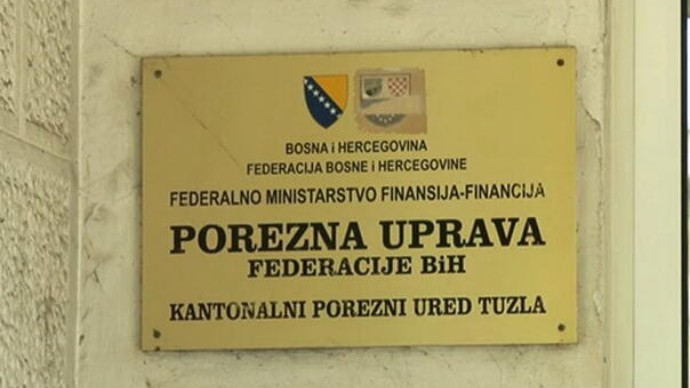 BOSNA i HERCEGOVINA
FEDERACIJA BOSNE i HERCEGOVINE
FEDERALNO MINISTARSTVO FINANSIJA-FINANCIJA
POREZNA UPRAVA
FEDERACIJE BiH
KANTONALNI POREZNI URED TUZLA